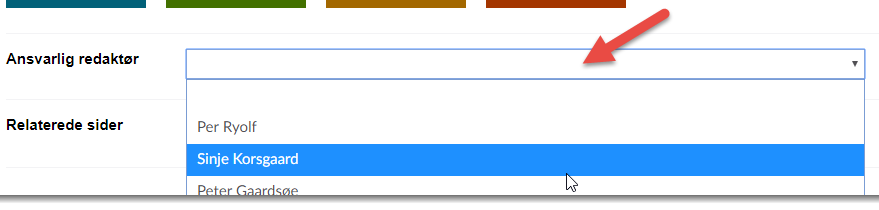 Ansvarlig redaktør
Per Ryolf
Relaterede sider
Sinje Korsgaard
Peter Gaardsøe